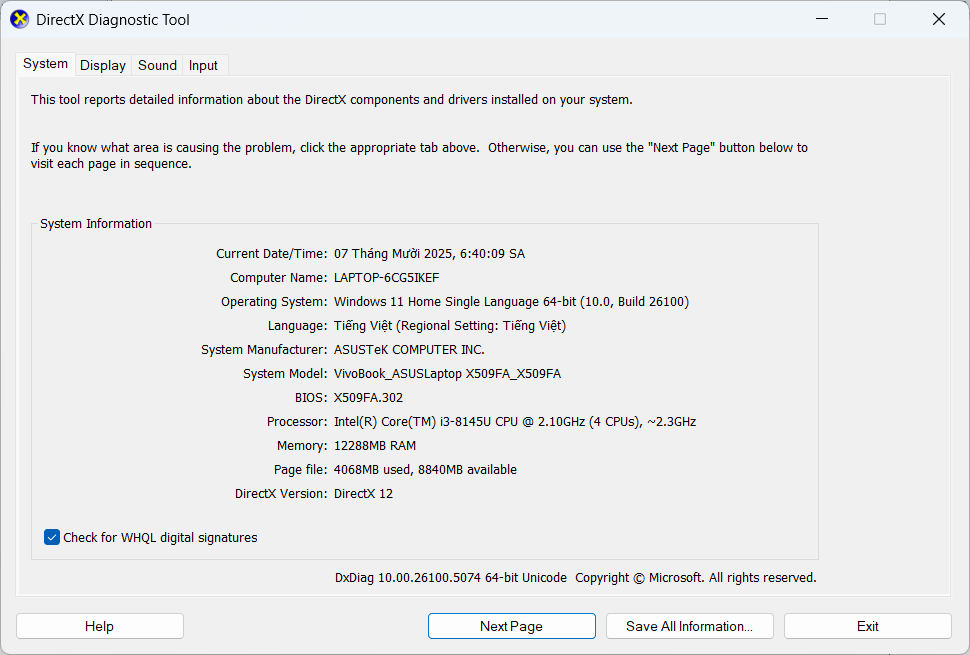 DirectX Diagnostic Tool
System Display Sound Input
This tool reports detailed information about the DirectX components and drivers installed on your system.
If you know what area is causing the problem, click the appropriate tab above.  Otherwise, you can use the "Next Page" button below to
visit each page in sequence.
System Information
Current Date/Time: 07 Tháng Mười 2025, 6:40:09 SA
Computer Name: LAPTOP-6CG5IKEF
Operating System: Windows 11 Home Single Language 64-bit (10.0, Build 26100)
Language: Tiếng Việt (Regional Setting: Tiếng Việt)
System Manufacturer: ASUSTeK COMPUTER INC.
System Model: VivoBook_ASUSLaptop X509FA_X509FA
BIOS: X509FA.302
Processor: Intel(R) Core(TM) i3-8145U CPU @ 2.10GHz (4 CPUs), ~2.3GHz
Memory: 12288MB RAM
Page file: 4068MB used, 8840MB available
DirectX Version: DirectX 12
Check for WHQL digital signatures
DxDiag 10.00.26100.5074 64-bit Unicode  Copyright © Microsoft. All rights reserved.
Help Next Page Save All Information... Exit